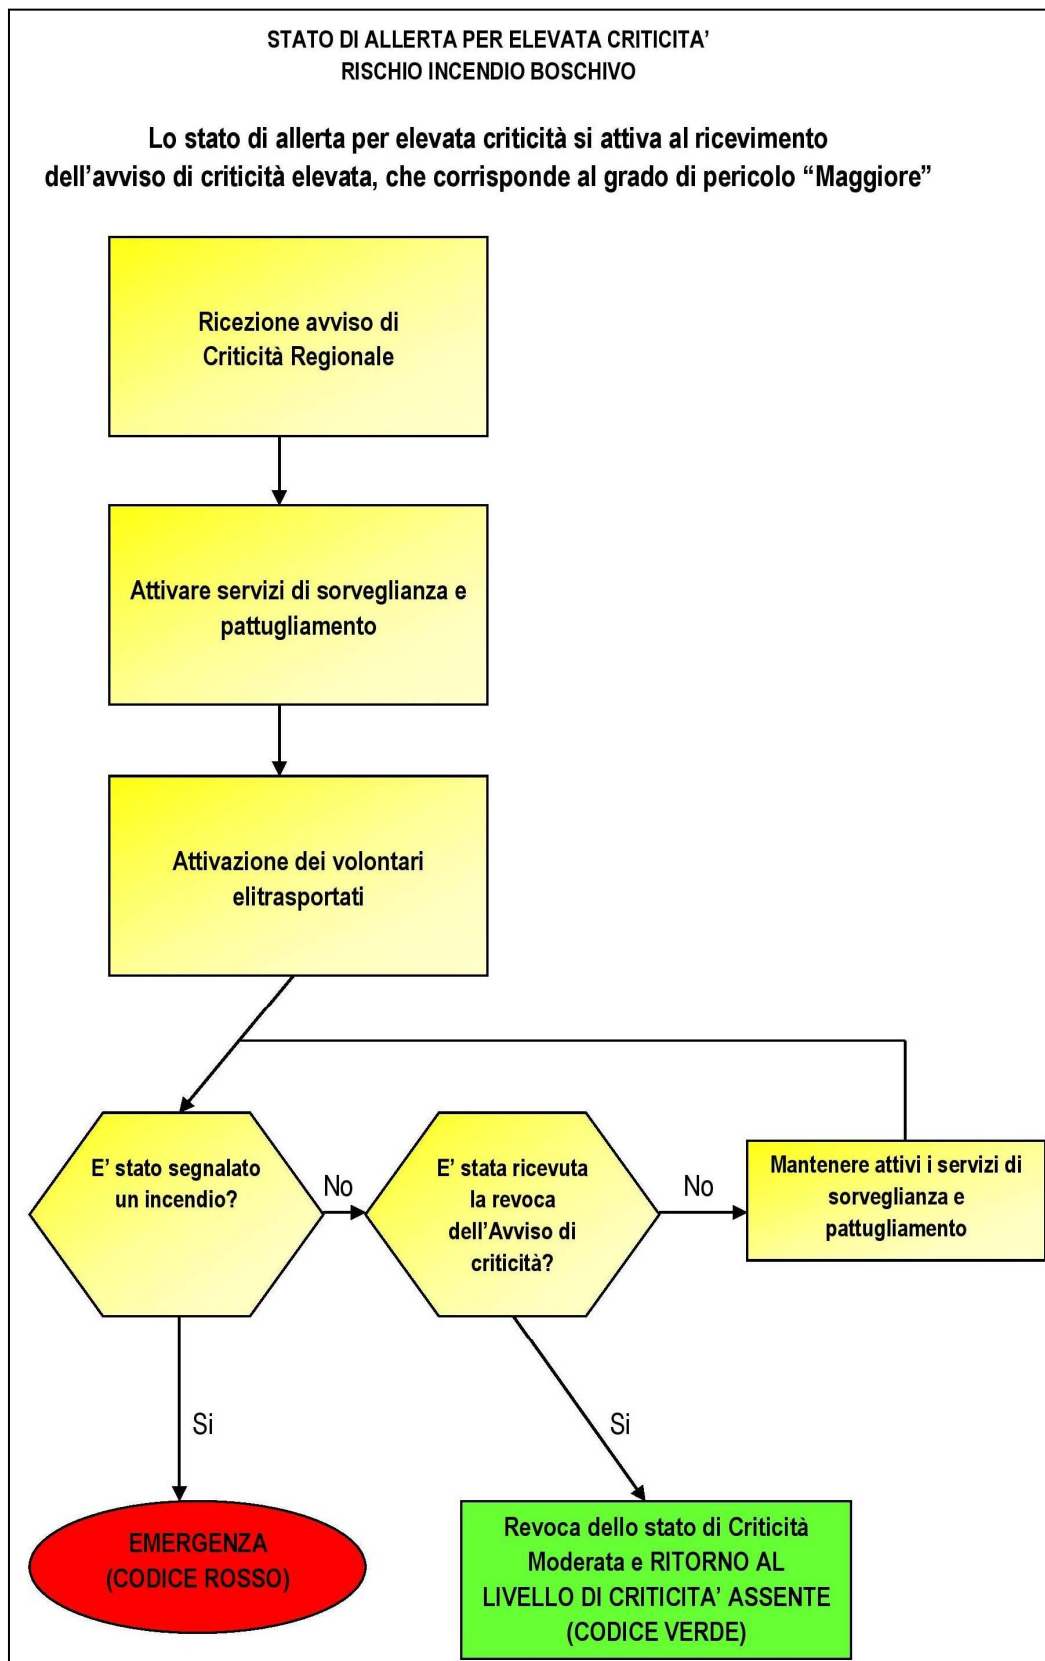 STATO DI ALLERTA PER ELEVATA CRITICITA'
RISCHIO INCENDIO BOSCHIVO
Lo stato di allerta per elevata criticità si attiva al ricevimento
dell'avviso di criticità elevata, che corrisponde al grado di pericolo “Maggiore”
Ricezione avviso di
Criticità Regionale
Attivare servizi di sorveglianza e
pattugliamento
Attivazione dei volontari
elitrasportati
E' stato segnalato
un incendio?
No
E' stata ricevuta
la revoca
dell'Avviso di
criticità?
No
Mantenere attivi i servizi di
sorveglianza e
pattugliamento
Si
Si
EMERGENZA
(CODICE ROSSO)
Revoca dello stato di Criticità
Moderata e RITORNO AL
LIVELLO DI CRITICITA' ASSENTE
(CODICE VERDE)